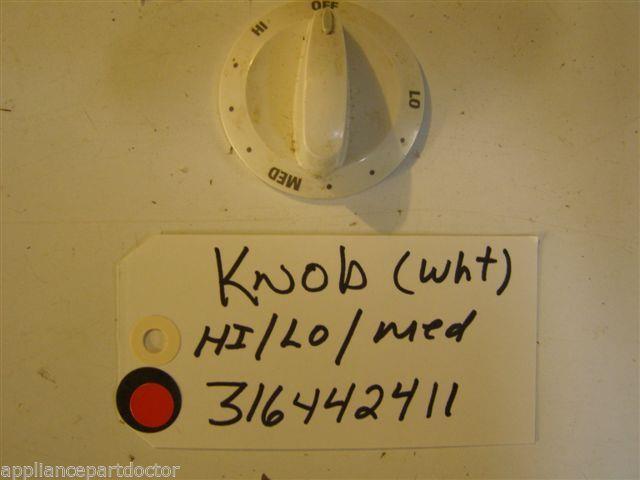 OFF
HI
LO
MED
Knob (wht)
HI/LO/med
316442411
appliancepartdoctor